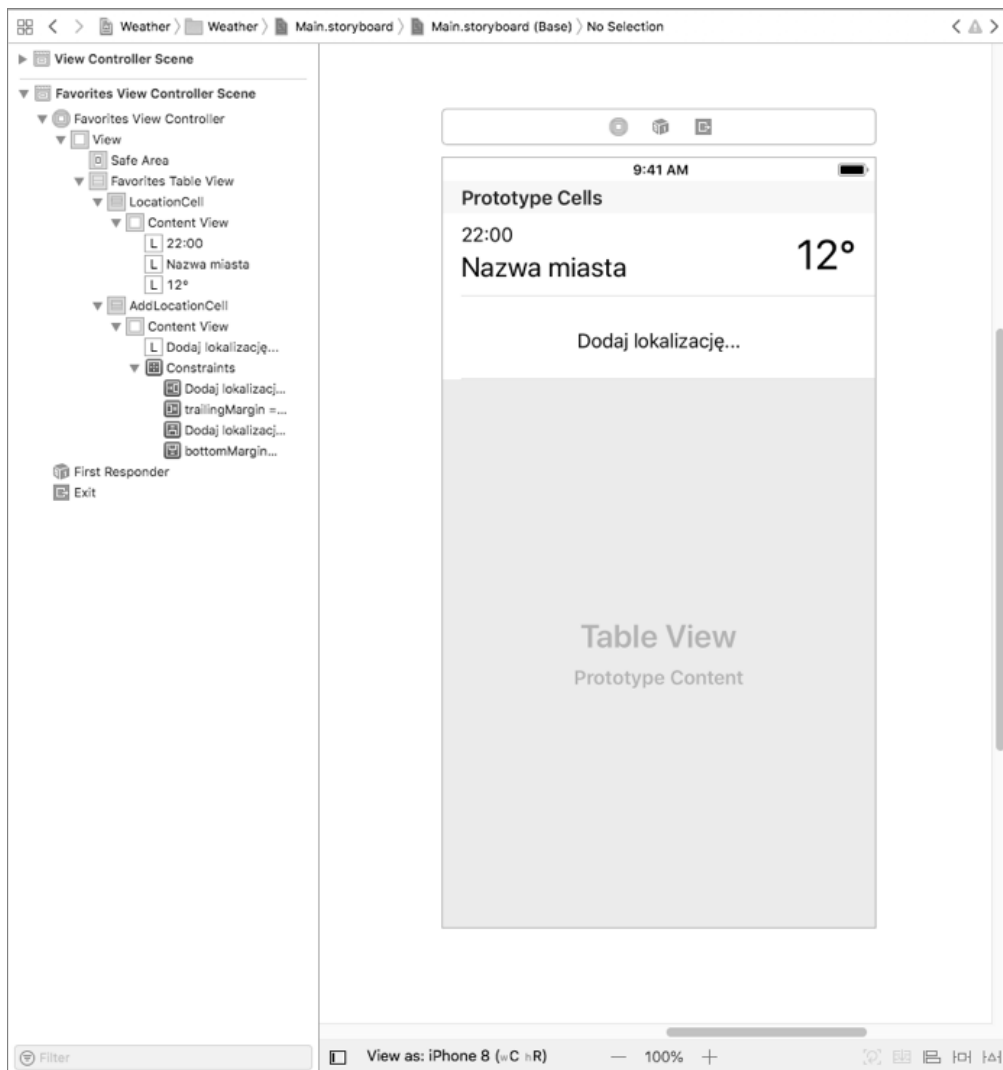 Weather Weather Main.storyboard Main.storyboard (Base) No Selection
View Controller Scene
Favorites View Controller Scene
Favorites View Controller
View
Safe Area
Favorites Table View
LocationCell
Content View
L 22:00
L Nazwa miasta
L 12°
AddLocationCell
Content View
L Dodaj lokalizację...
Constraints
Dodaj lokalizacj...
trailingMargin =...
Dodaj lokalizacj...
bottomMargin...
First Responder
Exit
Filter
9:41 AM
Prototype Cells
22:00
Nazwa miasta
12°
Dodaj lokalizację...
Table View
Prototype Content
View as: iPhone 8 (wC hR)
— 100% +